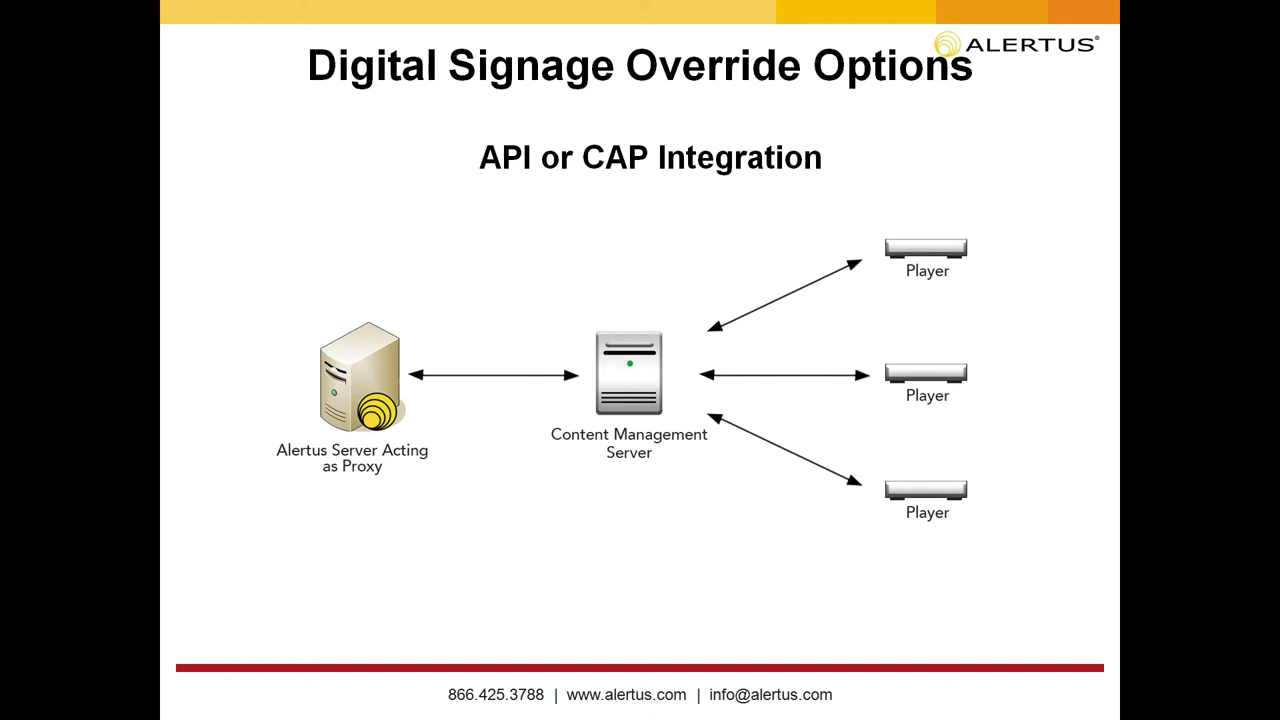 ALERTUS®
Digital Signage Override Options
API or CAP Integration
Player
Player
Content Management
Server
Alertus Server Acting
as Proxy
Player
866.425.3788 | www.alertus.com | info@alertus.com